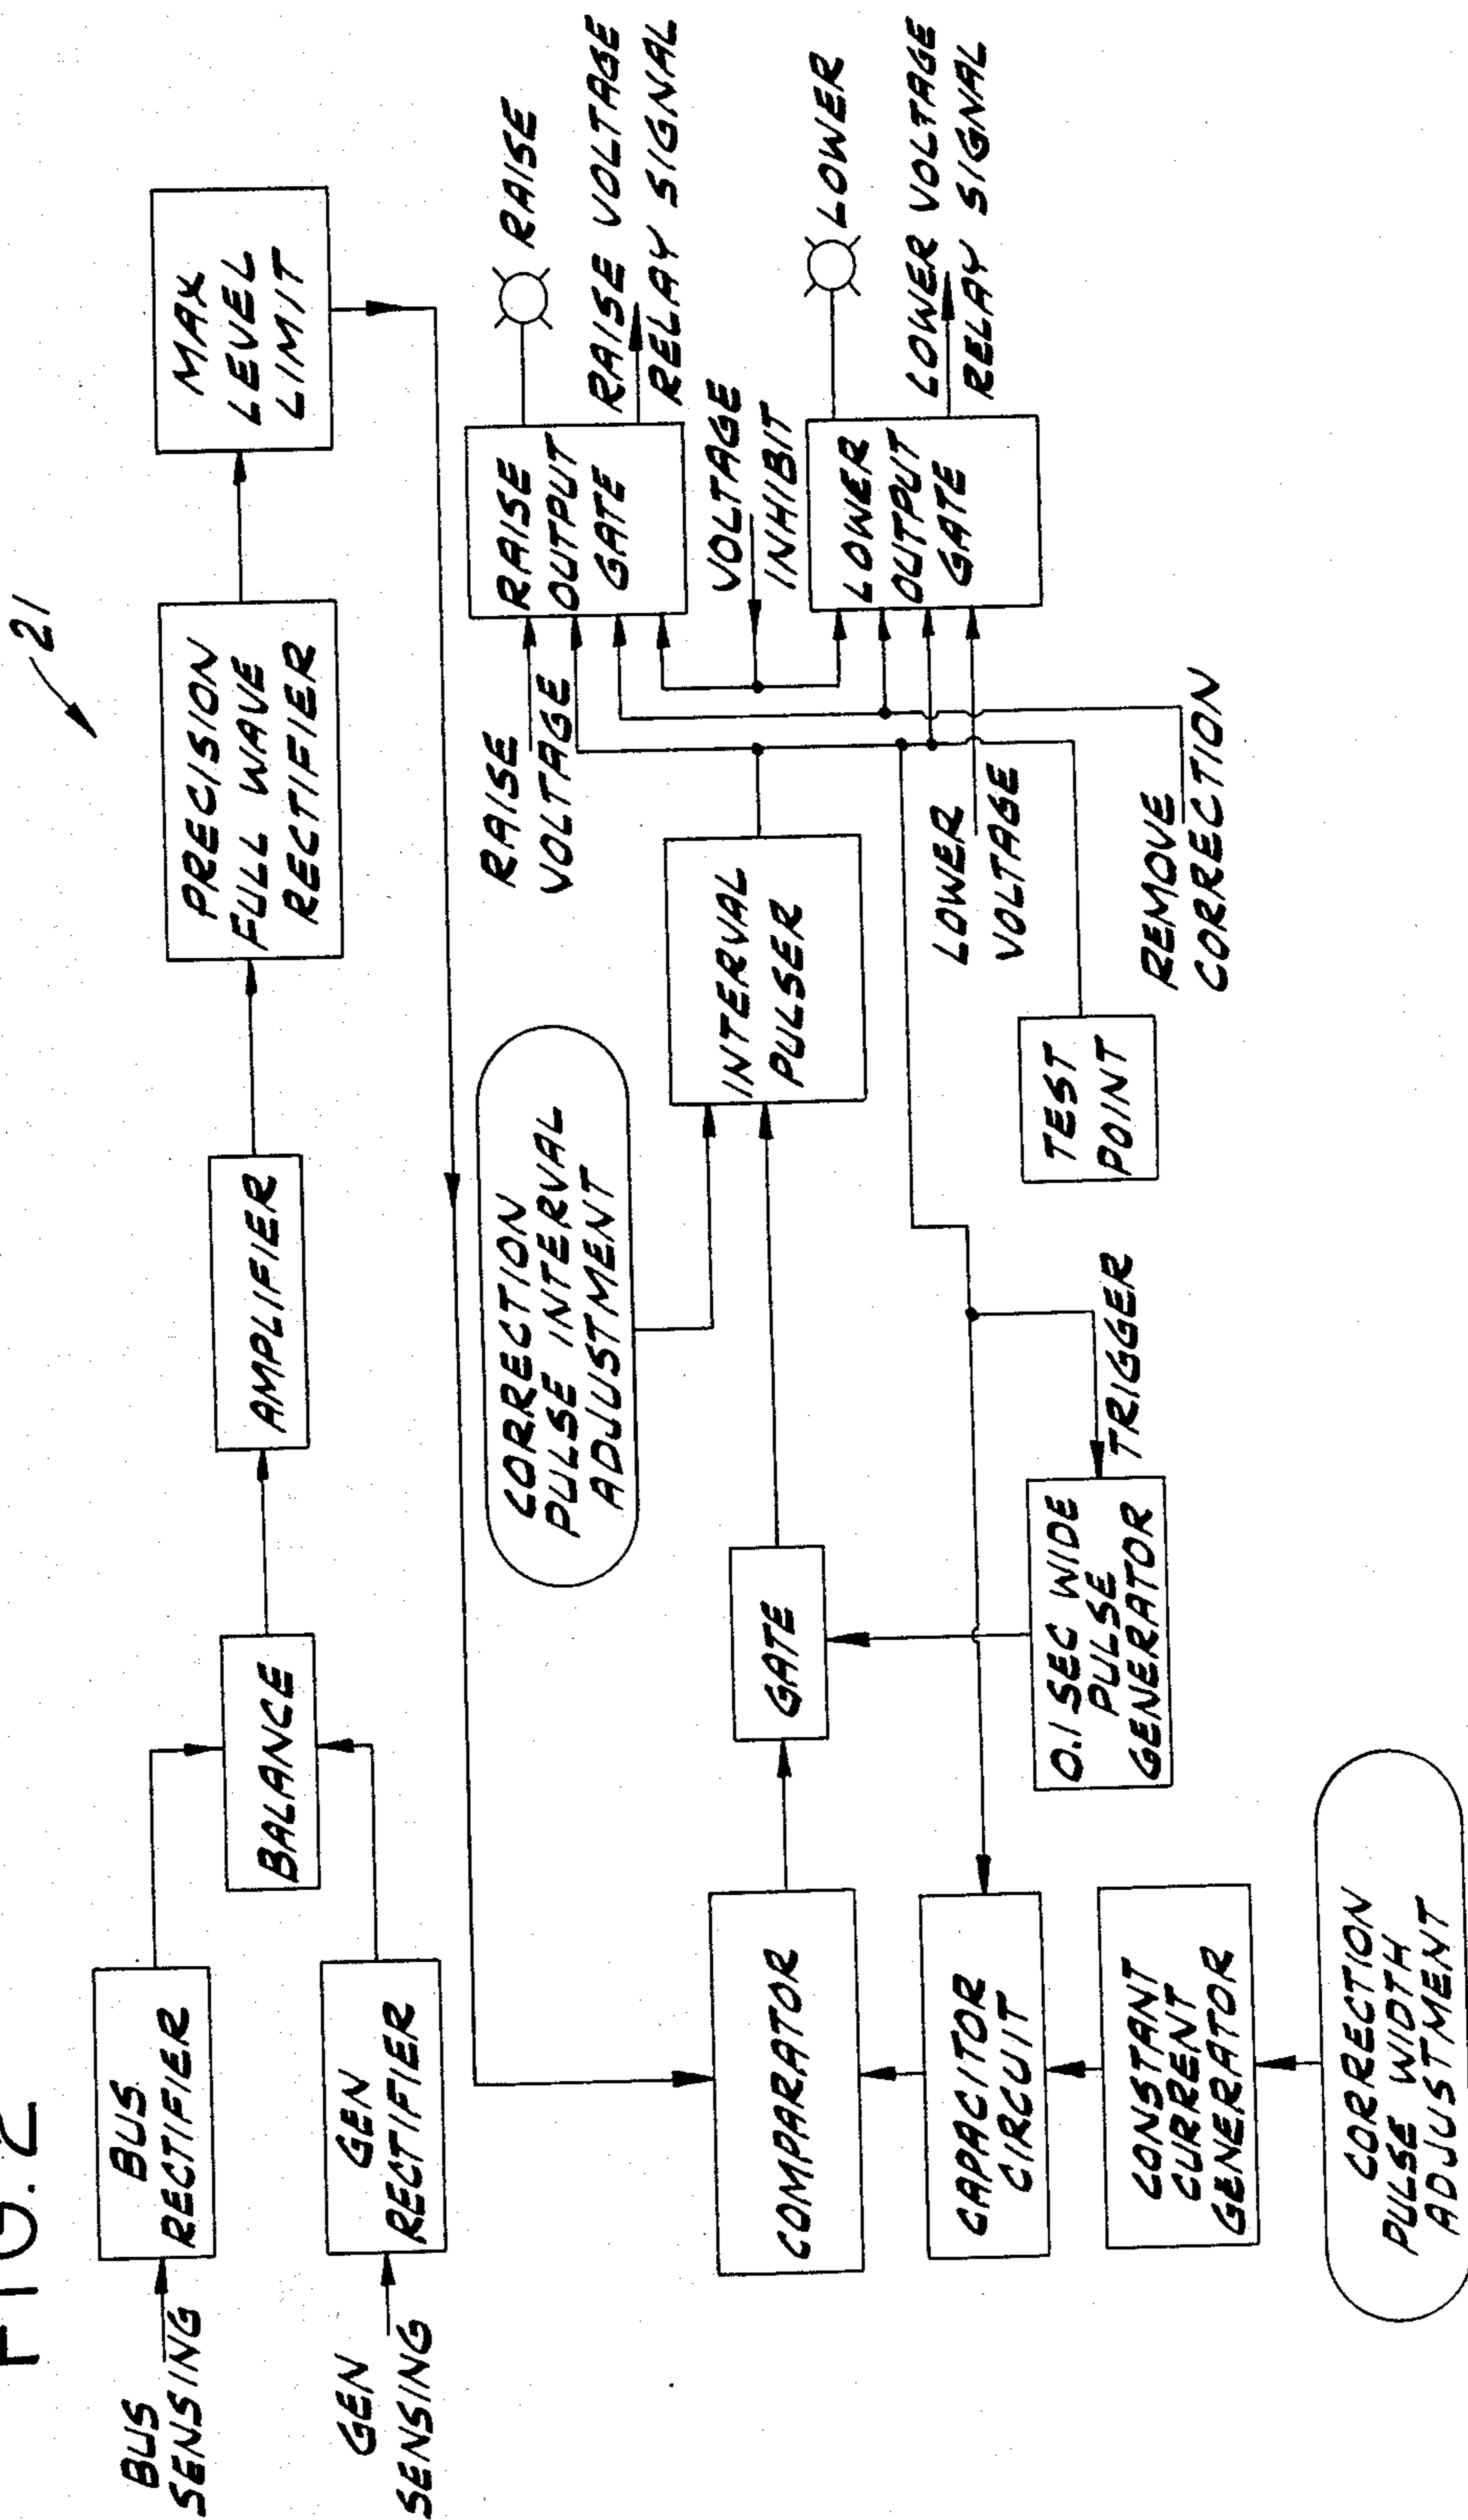 FIG. 2
21
BUS
SENSING
BUS
RECTIFIER
GEN
SENSING
GEN
RECTIFIER
BALANCE
AMPLIFIER
PRECISION
FULL WAVE
RECTIFIER
MAX
LEVEL
LIMIT
CORRECTION
PULSE INTERVAL
ADJUSTMENT
RAISE
VOLTAGE
RAISE
OUTPUT
GATE
RAISE
RAISE VOLTAGE
RELAY SIGNAL
VOLTAGE
INHIBIT
COMPARATOR
GATE
INTERVAL
PULSER
LOWER
VOLTAGE
LOWER
OUTPUT
GATE
LOWER
LOWER VOLTAGE
RELAY SIGNAL
CAPACITOR
CIRCUIT
0.1 SEC WIDE
PULSE
GENERATOR
TRIGGER
TEST
POINT
REMOVE
CORRECTION
CONSTANT
CURRENT
GENERATOR
CORRECTION
PULSE WIDTH
ADJUSTMENT